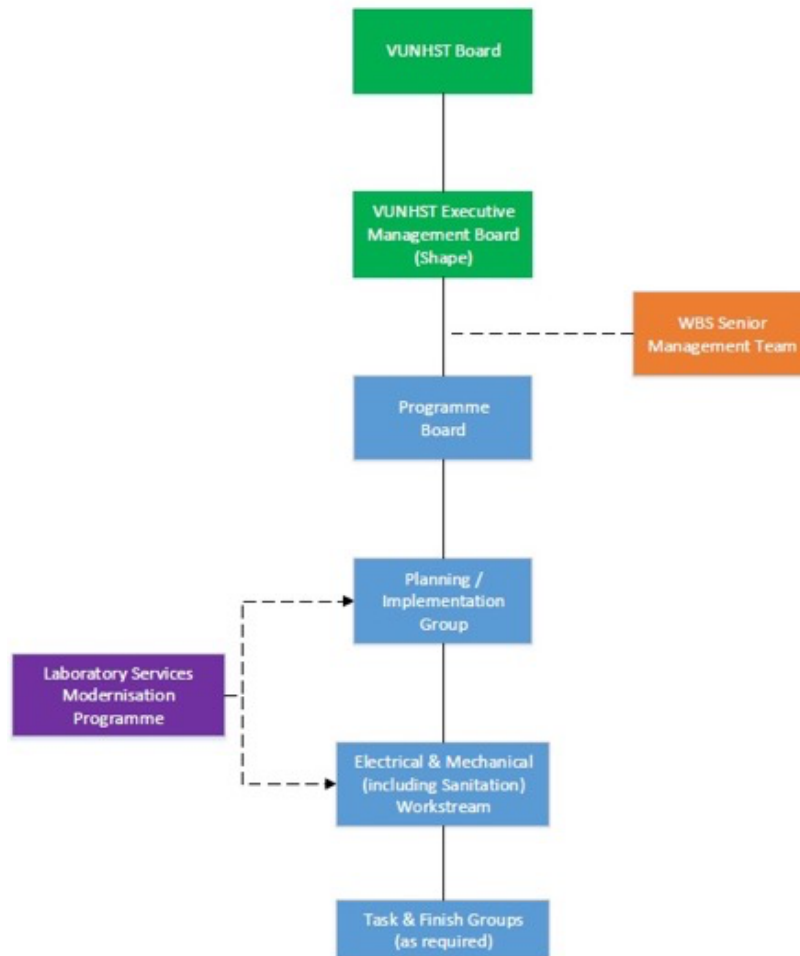 VUNHST Board
VUNHST Executive
Management Board
(Shape)
WBS Senior
Management Team
Programme
Board
Planning /
Implementation
Group
Laboratory Services
Modernisation
Programme
Electrical & Mechanical
(including Sanitation)
Workstream
Task & Finish Groups
(as required)